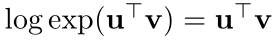 log exp(u⊤v) = u⊤v